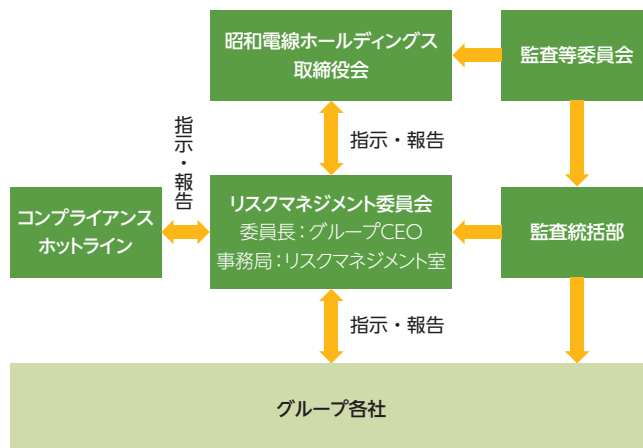 昭和電線ホールディングス
取締役会
監査等委員会
指示・報告
指示・報告
コンプライアンス
ホットライン
リスクマネジメント委員会
委員長：グループCEO
事務局：リスクマネジメント室
監査統括部
指示・報告
グループ各社